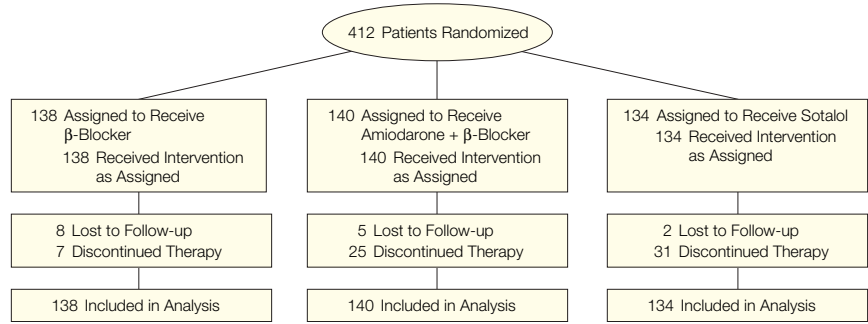 412 Patients Randomized
138 Assigned to Receive
β-Blocker
138 Received Intervention
as Assigned
140 Assigned to Receive
Amiodarone + β-Blocker
140 Received Intervention
as Assigned
134 Assigned to Receive Sotalol
134 Received Intervention
as Assigned
8 Lost to Follow-up
7 Discontinued Therapy
5 Lost to Follow-up
25 Discontinued Therapy
2 Lost to Follow-up
31 Discontinued Therapy
138 Included in Analysis
140 Included in Analysis
134 Included in Analysis